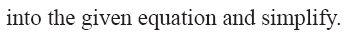 into the given equation and simplify.